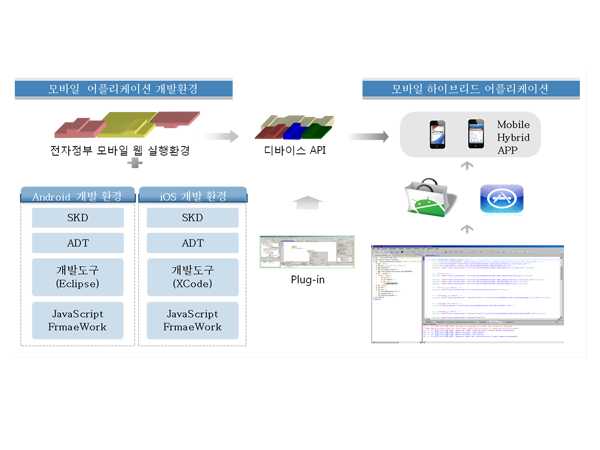 모바일 어플리케이션 개발환경
모바일 하이브리드 어플리케이션
전자정부 모바일 웹 실행환경
디바이스 API
Mobile
Hybrid
APP
Android 개발 환경
iOS 개발 환경
SKD
SKD
ADT
ADT
개발도구
(Eclipse)
개발도구
(XCode)
JavaScript
FrmaeWork
JavaScript
FrmaeWork
Plug-in